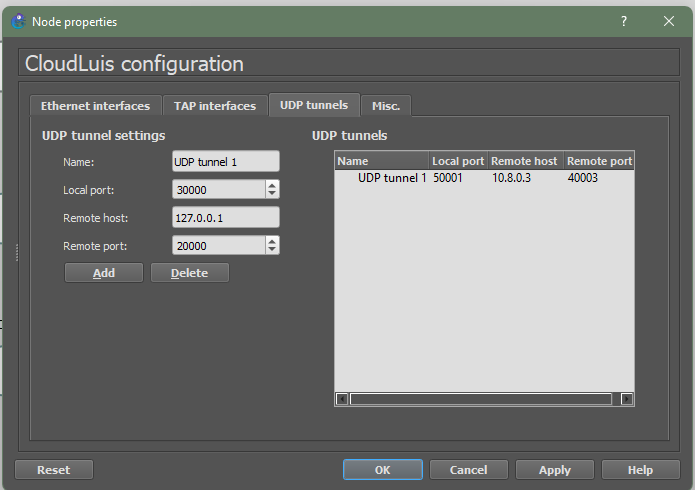 Node properties
?
CloudLuis configuration
Ethernet interfaces TAP interfaces UDP tunnels Misc.
UDP tunnel settings
Name: UDP tunnel 1
Local port: 30000
Remote host: 127.0.0.1
Remote port: 20000
Add Delete
UDP tunnels
Name Local port Remote host Remote port
UDP tunnel 1 50001 10.8.0.3 40003
Reset OK Cancel Apply Help